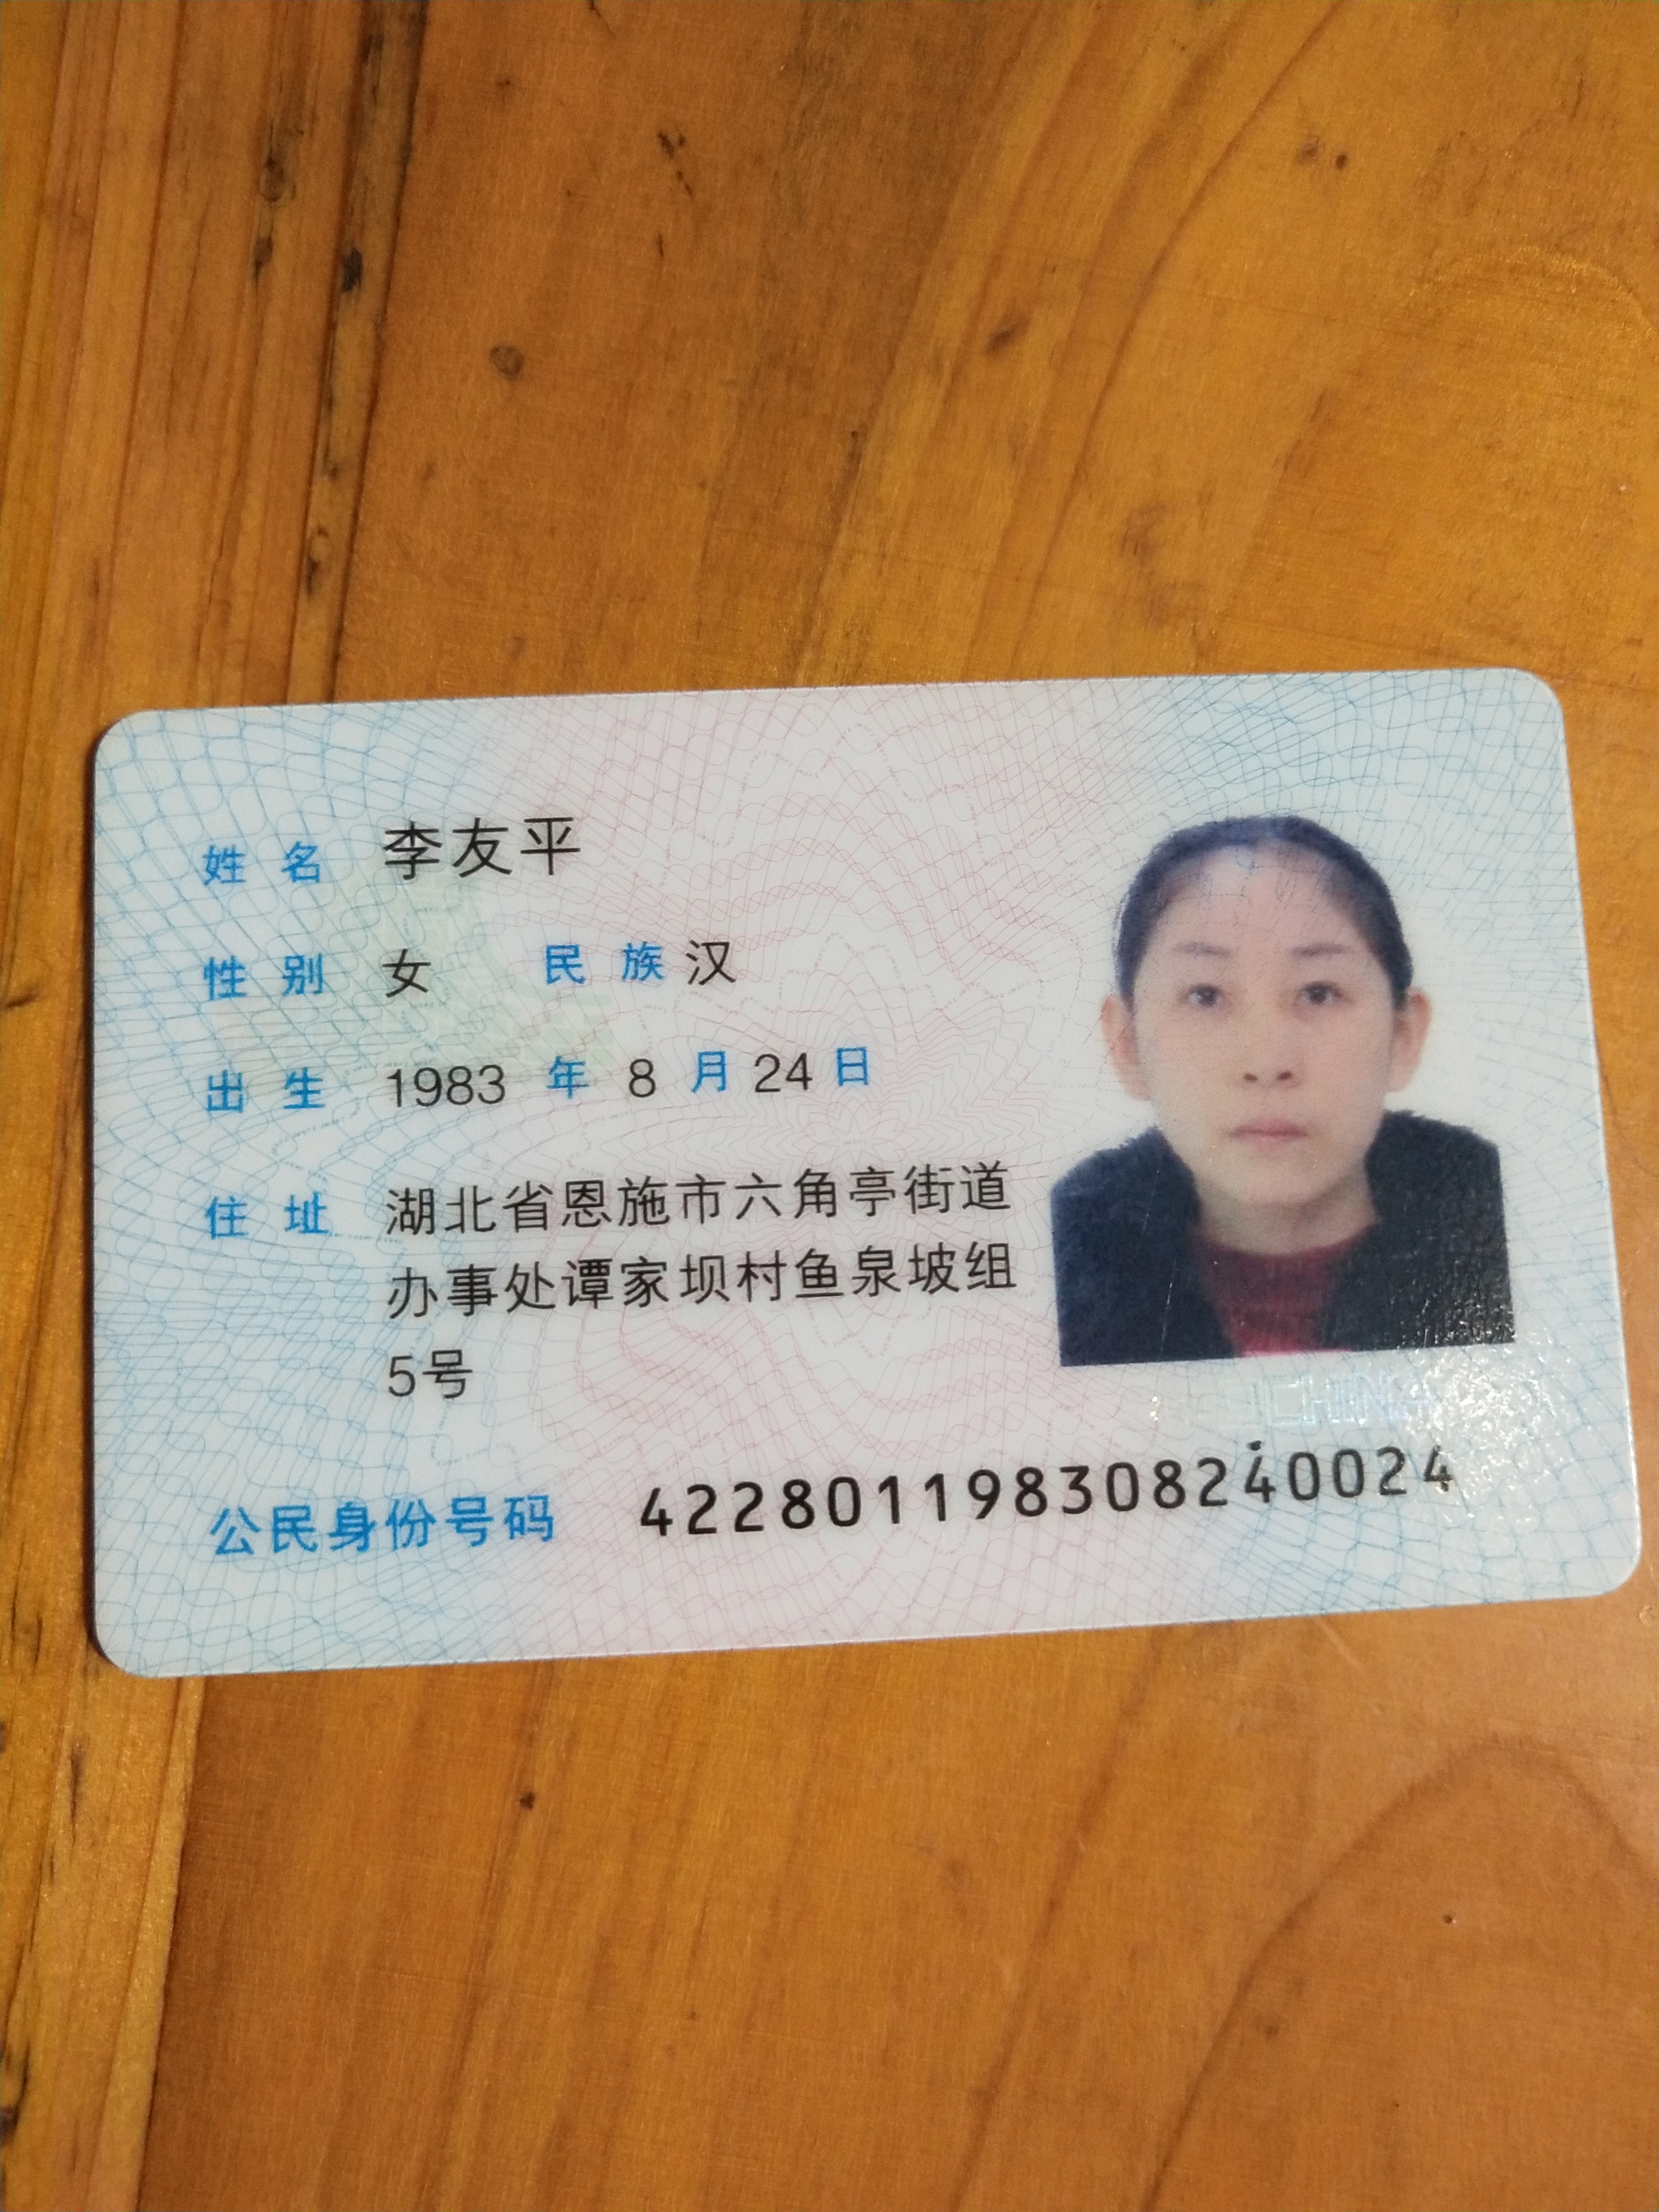 姓名 李友平
性别 女 民族 汉
出生 1983 年 8 月 24 日
住址 湖北省恩施市六角亭街道
办事处谭家坝村鱼泉坡组
5号
CHINA
公民身份号码 422801198308240024